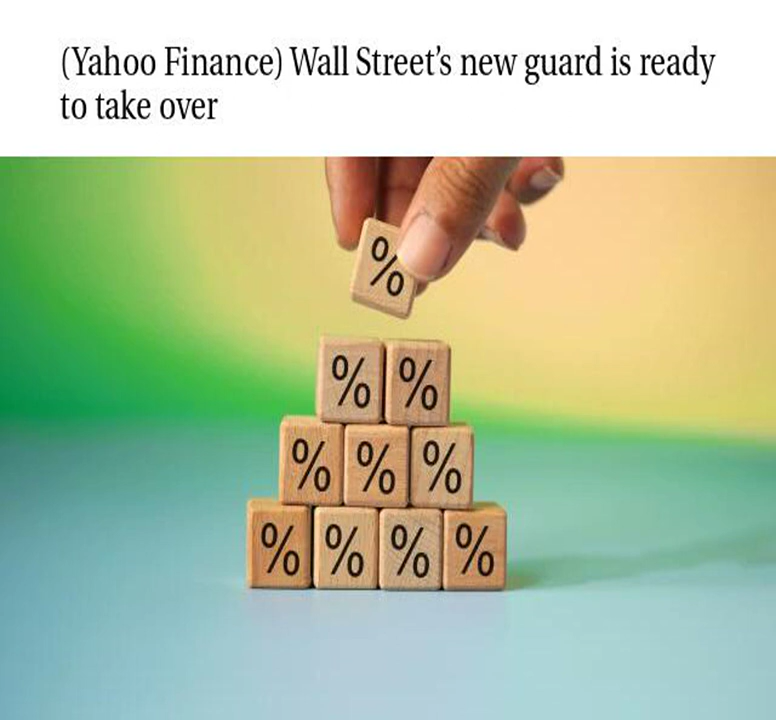 (Yahoo Finance) Wall Street’s new guard is ready
to take over
%
% %
% % %
% % % %